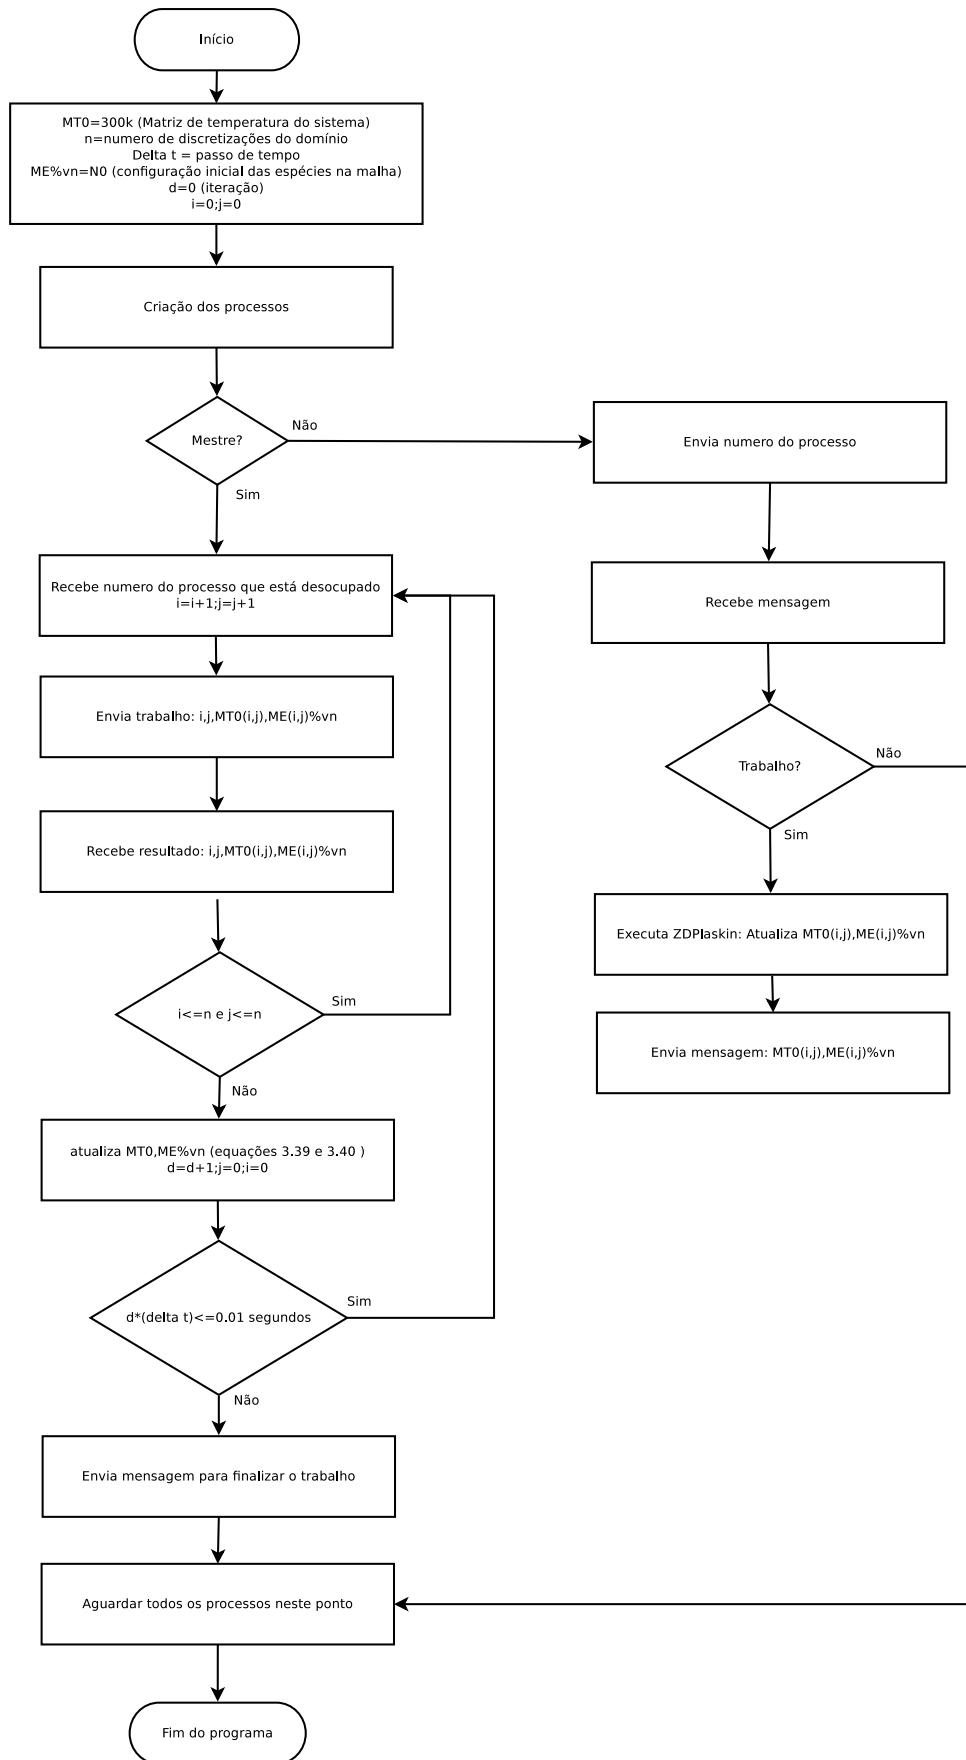 Início
MT0=300k (Matriz de temperatura do sistema)
n=numero de discretizações do domínio
Delta t = passo de tempo
ME%vn=N0 (configuração inicial das espécies na malha)
d=0 (iteração)
i=0;j=0
Criação dos processos
Mestre?
Não
Sim
Recebe numero do processo que está desocupado
i=i+1;j=j+1
Envia trabalho: i,j,MT0(i,j),ME(i,j)%vn
Recebe resultado: i,j,MT0(i,j),ME(i,j)%vn
i<=n e j<=n
Sim
Não
atualiza MT0,ME%vn (equações 3.39 e 3.40 )
d=d+1;j=0;i=0
d*(delta t)<=0.01 segundos
Sim
Não
Envia mensagem para finalizar o trabalho
Aguardar todos os processos neste ponto
Fim do programa
Envia numero do processo
Recebe mensagem
Trabalho?
Não
Sim
Executa ZDPlaskin: Atualiza MT0(i,j),ME(i,j)%vn
Envia mensagem: MT0(i,j),ME(i,j)%vn